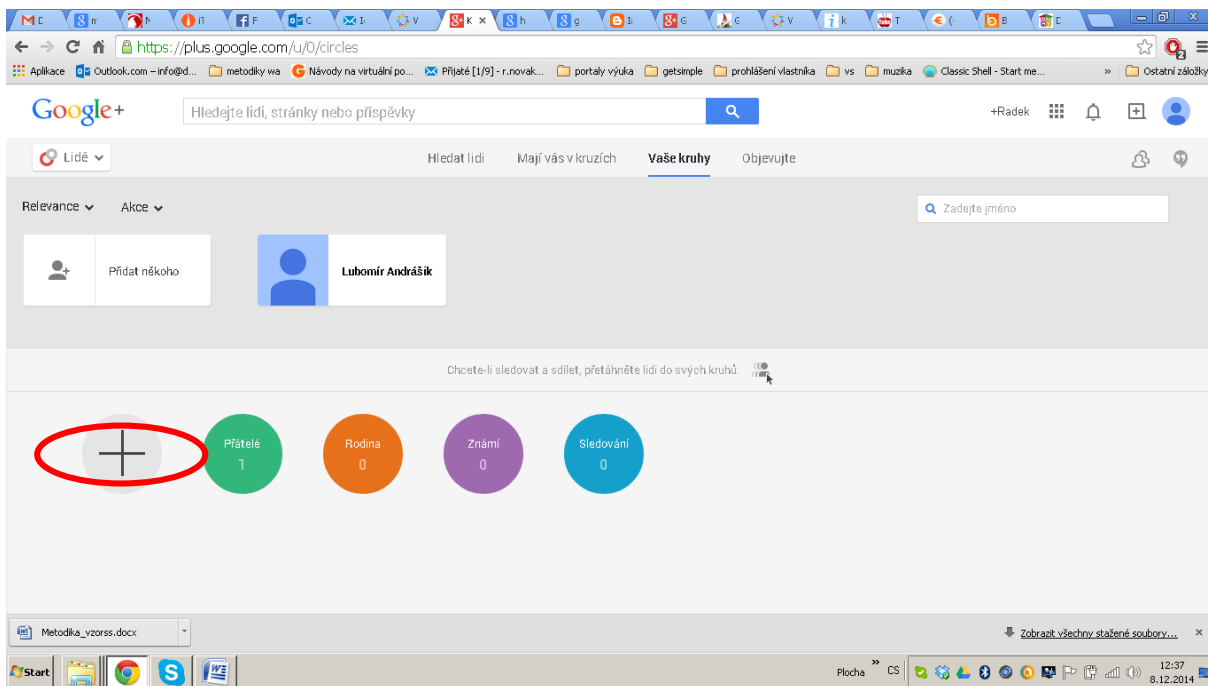 https://plus.google.com/u/0/circles
Aplikace Outlook.com – info@d... metodiky wa Návody na virtuální po... Přijaté [1/9] - r.novak... portaly výuka getsimple prohlášení vlastníka vs muzika Classic Shell - Start me... » Ostatní záložky
Google+ Hledejte lidi, stránky nebo příspěvky +Radek
Lidé Hledat lidi Mají vás v kruzích Vaše kruhy Objevujte
Relevance Akce Zadejte jméno
Přidat někoho Lubomír Andrášik
Chcete-li sledovat a sdílet, přetáhněte lidi do svých kruhů.
Přátelé Rodina Známí Sledování
1 0 0 0
Metodika_vzorss.docx Zobrazit všechny stažené soubory...
Start Plocha » CS 12:37
8.12.2014